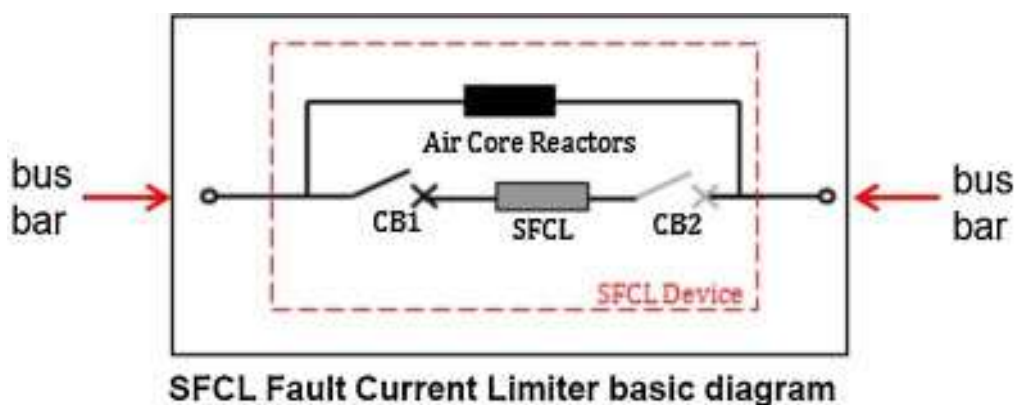 Air Core Reactors
bus
bar
CB1
SFCL
CB2
bus
bar
SFCL Device
SFCL Fault Current Limiter basic diagram